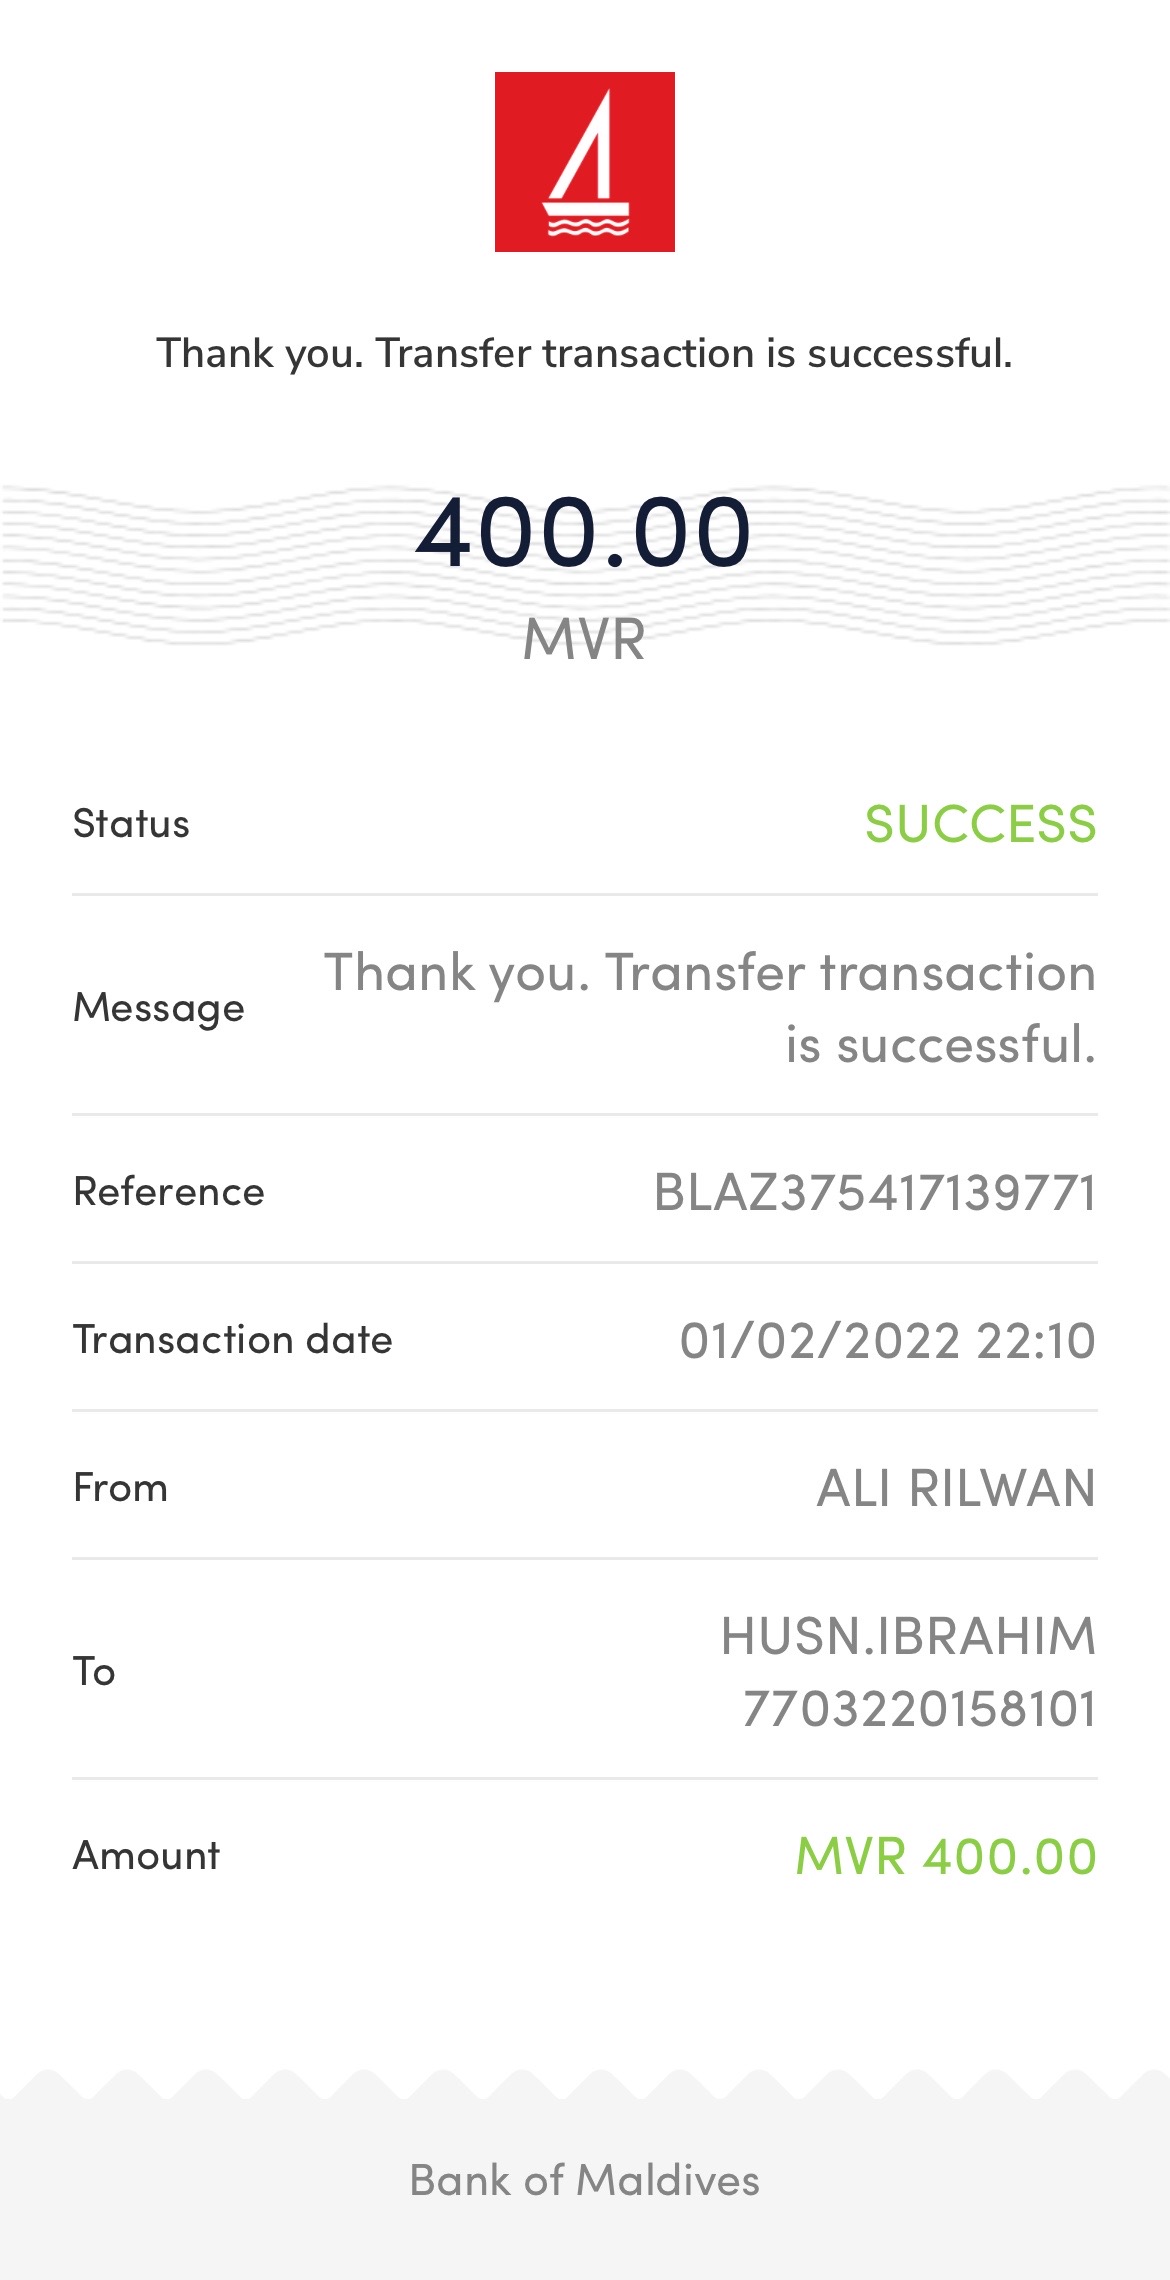 Thank you. Transfer transaction is successful.
400.00
MVR
Status SUCCESS
Message Thank you. Transfer transaction
is successful.
Reference BLAZ375417139771
Transaction date 01/02/2022 22:10
From ALI RILWAN
To HUSN.IBRAHIM
7703220158101
Amount MVR 400.00
Bank of Maldives